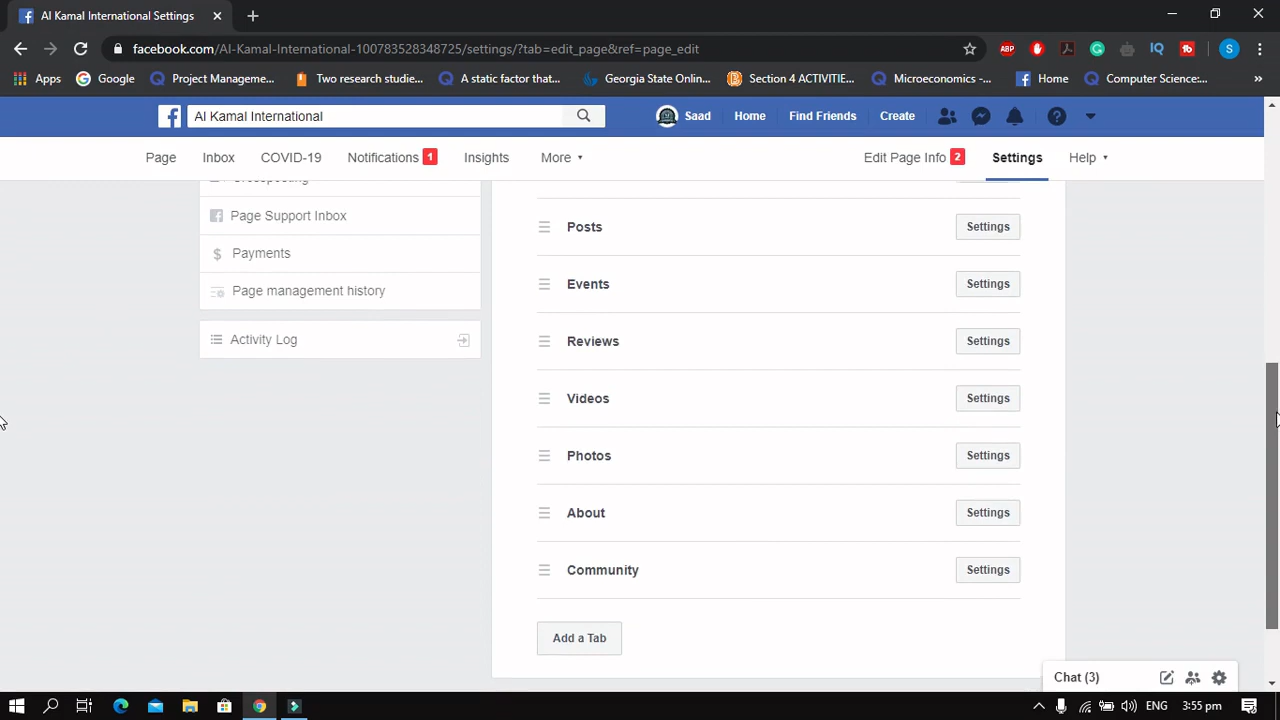 Al Kamal International Settings
facebook.com/Al-Kamal-International-100783528348725/settings/?tab=edit_page&ref=page_edit
ABP
S
Apps
Google
Project Manageme...
Two research studie...
A static factor that...
Georgia State Onlin...
Section 4 ACTIVITIE...
Microeconomics -...
Home
Computer Science:...
Al Kamal International
Saad
Home
Find Friends
Create
Page
Inbox
COVID-19
Notifications 1
Insights
More
Edit Page Info 2
Settings
Help
Crossposting
Page Support Inbox
Payments
Page management history
Activity Log
Posts Settings
Events Settings
Reviews Settings
Videos Settings
Photos Settings
About Settings
Community Settings
Add a Tab
Chat (3)
ENG
3:55 pm